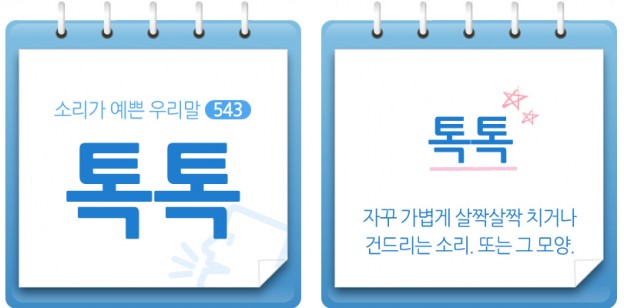 소리가 예쁜 우리말 543
톡톡
톡톡
자꾸 가볍게 살짝살짝 치거나
건드리는 소리. 또는 그 모양.